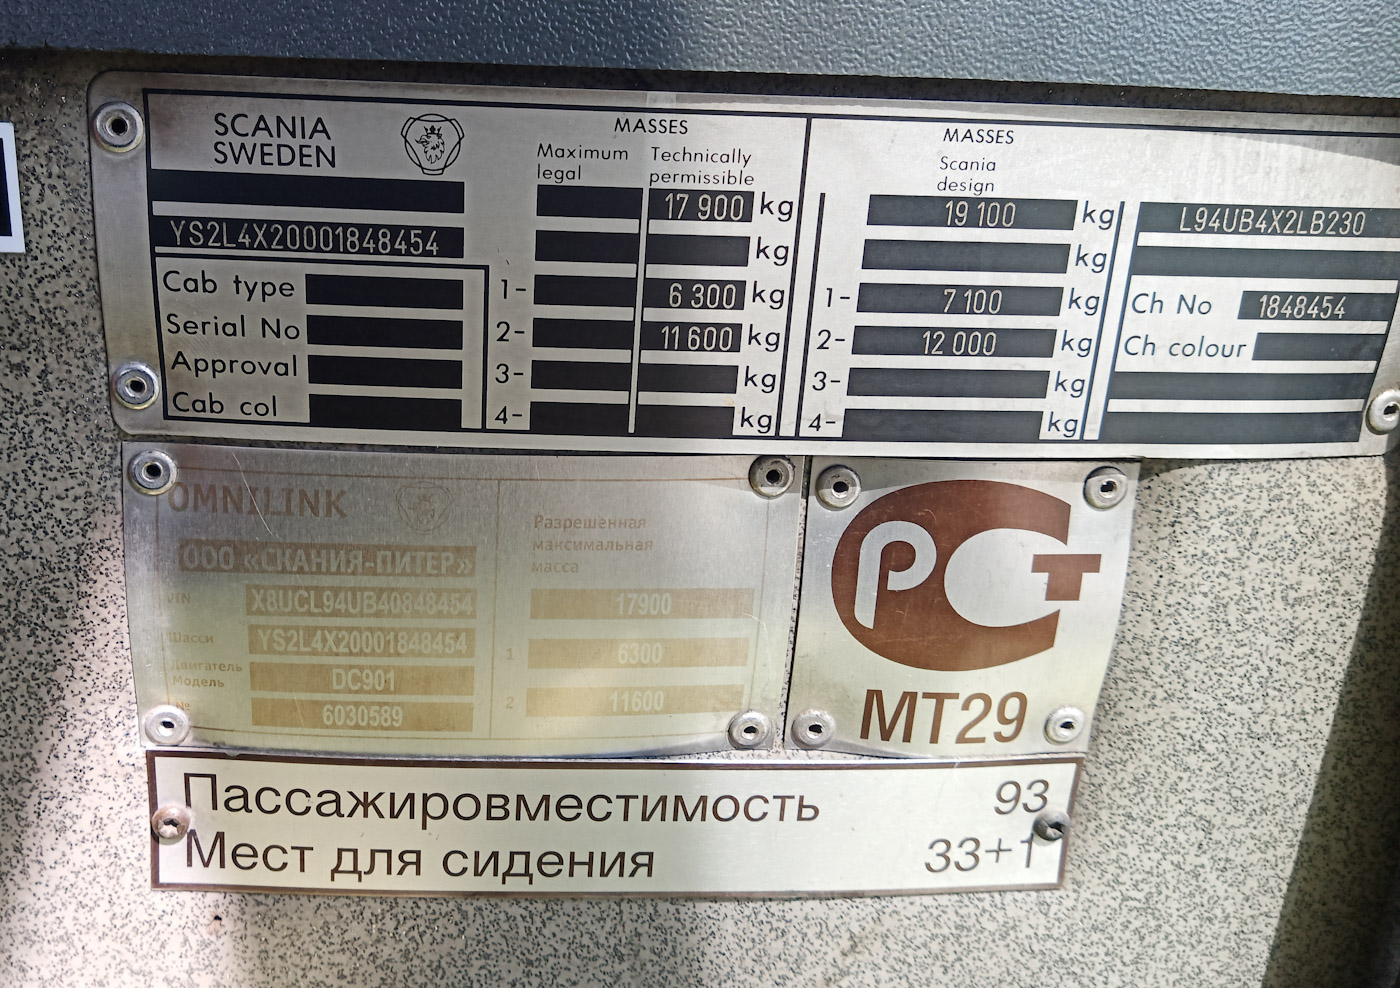 SCANIA
SWEDEN
YS2L4X20001848454
Cab type
Serial No
Approval
Cab col
MASSES
Maximum legal
Technically permissible
17 900 kg
kg
1- 6 300 kg
2- 11 600 kg
3- kg
4- kg
MASSES
Scania
design
19 100 kg
kg
1- 7 100 kg
2- 12 000 kg
3- kg
4- kg
L94UB4X2LB230
Ch No 1848454
Ch colour
OMNILINK
ООО «СКАНИЯ-ПИТЕР»
VIN X8UCL94UB40848454
Шасси YS2L4X20001848454
Двигатель
Модель DC901
№ 6030589
Разрешенная
максимальная
масса
17900
1 6300
2 11600
РСТ
МТ29
Пассажировместимость 93
Мест для сидения 33+1